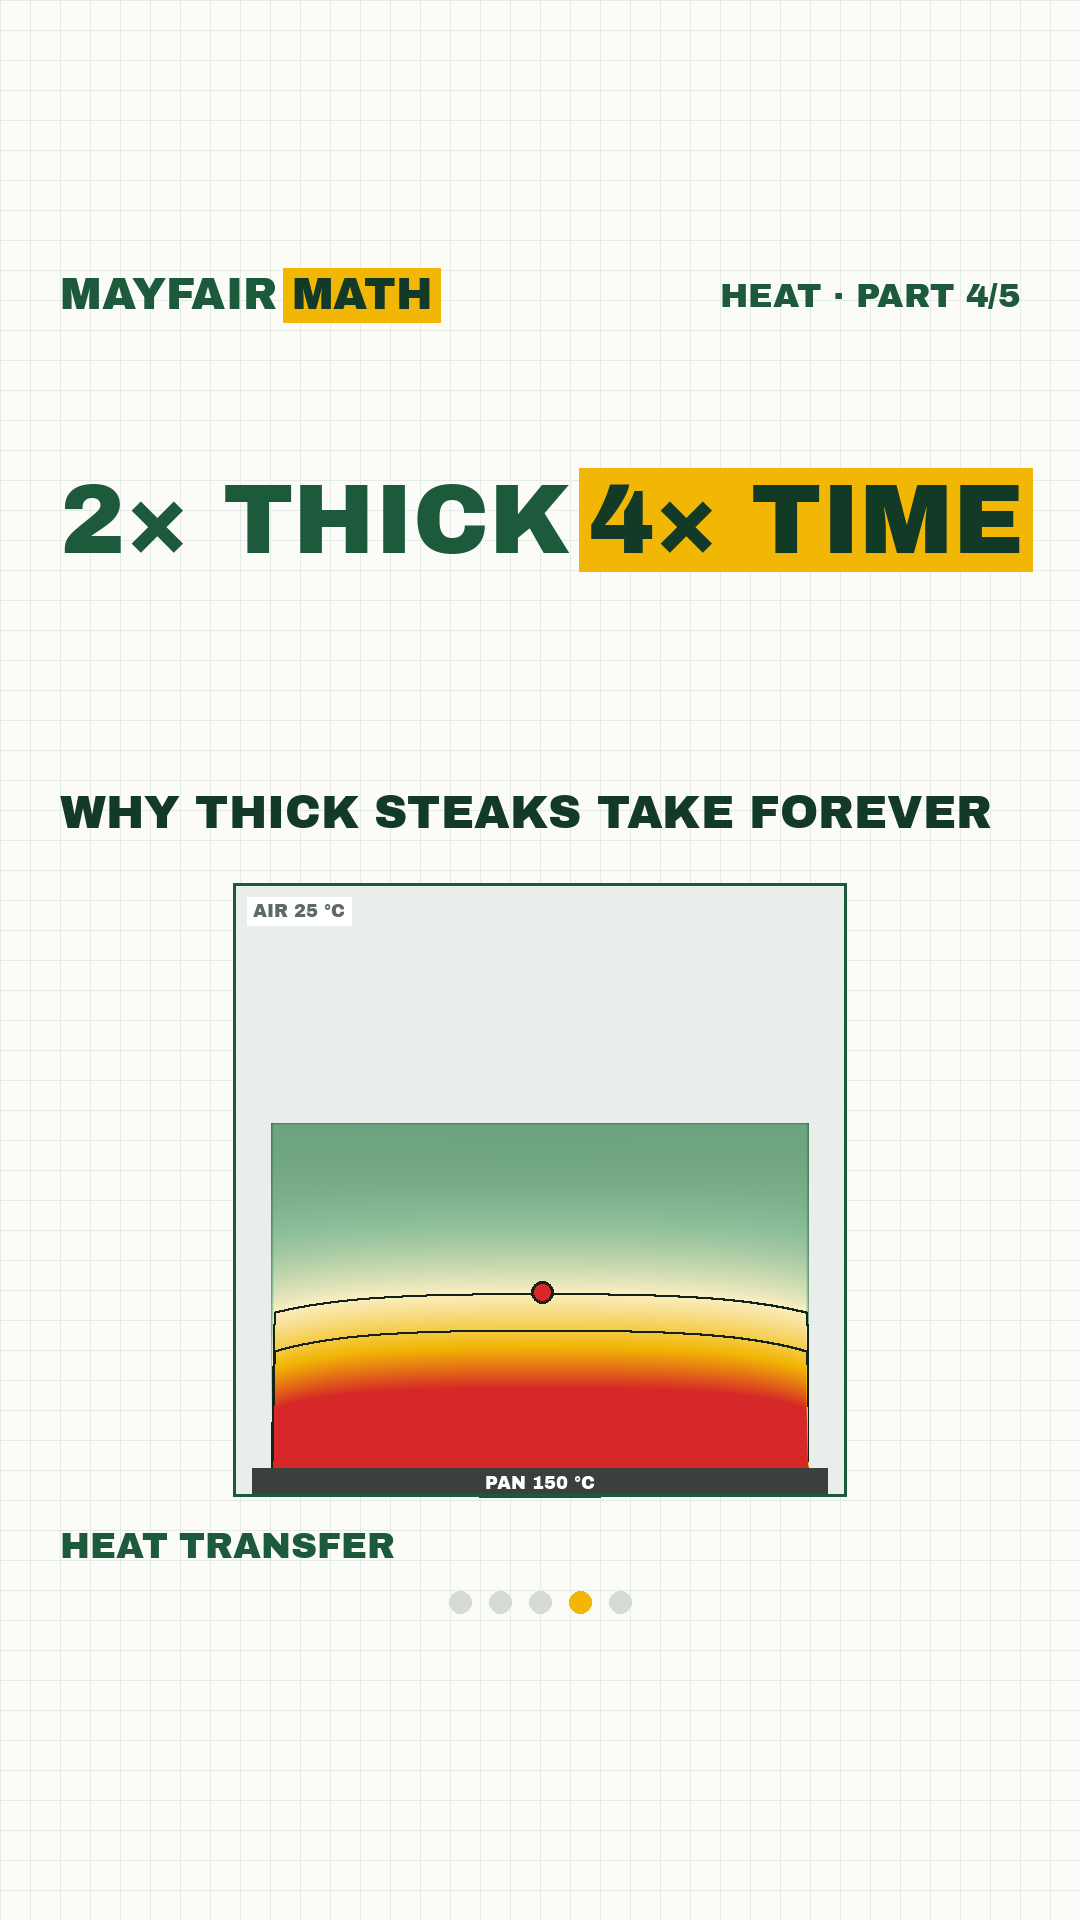 MAYFAIR MATH
HEAT · PART 4/5
2× THICK 4× TIME
WHY THICK STEAKS TAKE FOREVER
AIR 25 °C
PAN 150 °C
HEAT TRANSFER